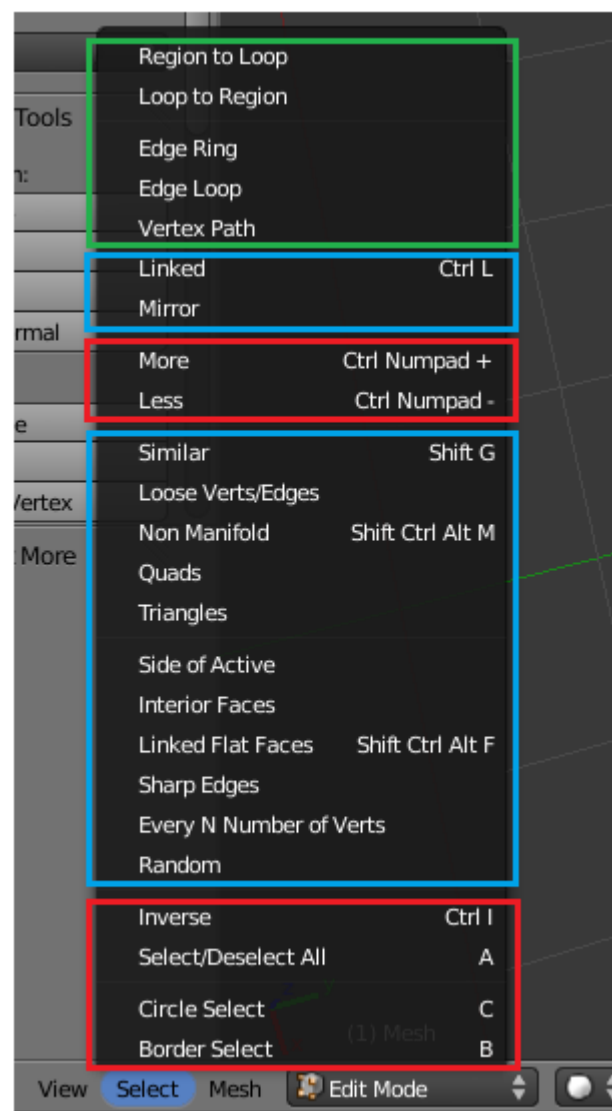 Region to Loop
Loop to Region
Tools
Edge Ring
Edge Loop
Vertex Path
Linked Ctrl L
Mirror
More Ctrl Numpad +
Less Ctrl Numpad -
Similar Shift G
Loose Verts/Edges
Non Manifold Shift Ctrl Alt M
More
Quads
Triangles
Side of Active
Interior Faces
Linked Flat Faces Shift Ctrl Alt F
Sharp Edges
Every N Number of Verts
Random
Inverse Ctrl I
Select/Deselect All A
Circle Select C
(1) Mesh
Border Select B
View Select Mesh Edit Mode